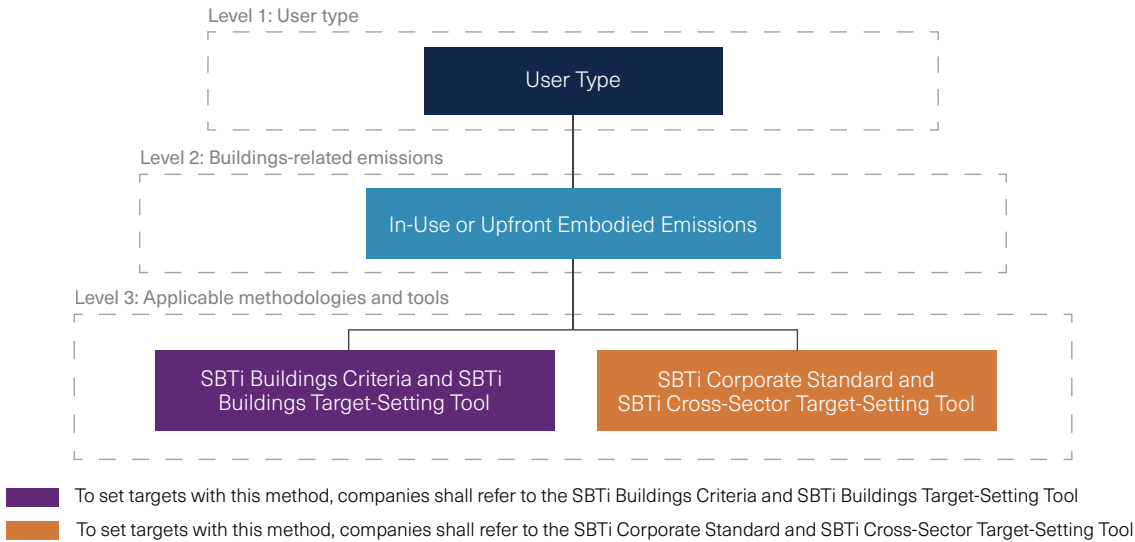 Level 1: User type
User Type
Level 2: Buildings-related emissions
In-Use or Upfront Embodied Emissions
Level 3: Applicable methodologies and tools
SBTi Buildings Criteria and SBTi
Buildings Target-Setting Tool
SBTi Corporate Standard and
SBTi Cross-Sector Target-Setting Tool
To set targets with this method, companies shall refer to the SBTi Buildings Criteria and SBTi Buildings Target-Setting Tool
To set targets with this method, companies shall refer to the SBTi Corporate Standard and SBTi Cross-Sector Target-Setting Tool